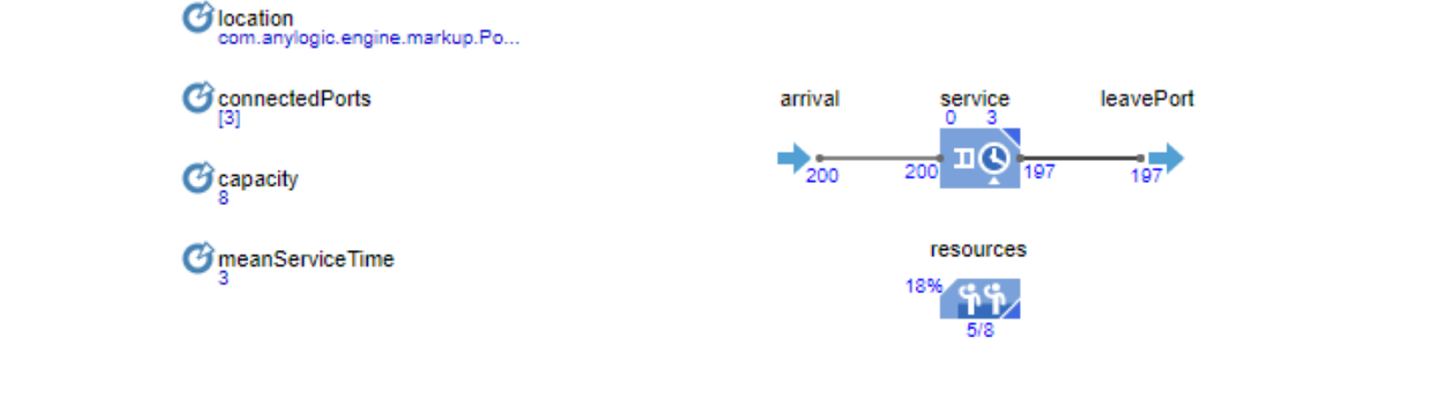 location
com.anylogic.engine.markup.Po...
connectedPorts
[3]
capacity
8
meanServiceTime
3
arrival
service
leavePort
0 3
200
200
197
197
resources
18%
5/8